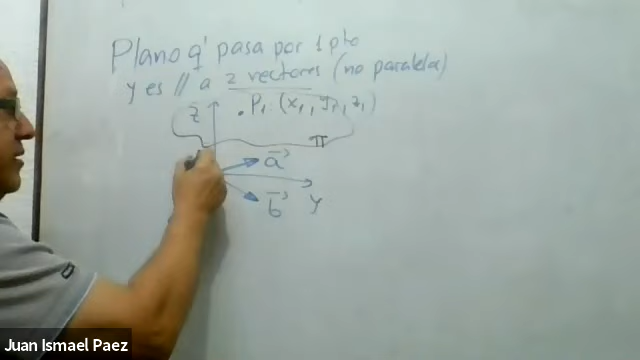 Plano q' pasa por 1 pto
y es // a 2 vectores (no paralelos)
z . P₁ (x₁, y₁, z₁)
π
a⃗
b⃗ y
Juan Ismael Paez